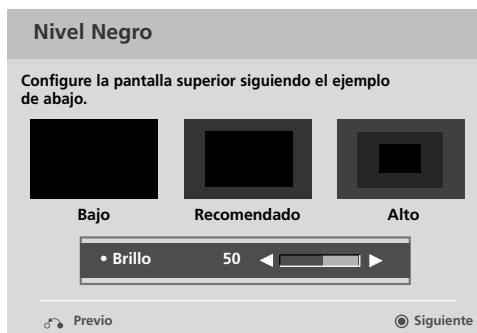 Nivel Negro
Configure la pantalla superior siguiendo el ejemplo
de abajo.
Bajo Recomendado Alto
• Brillo 50
Previo Siguiente